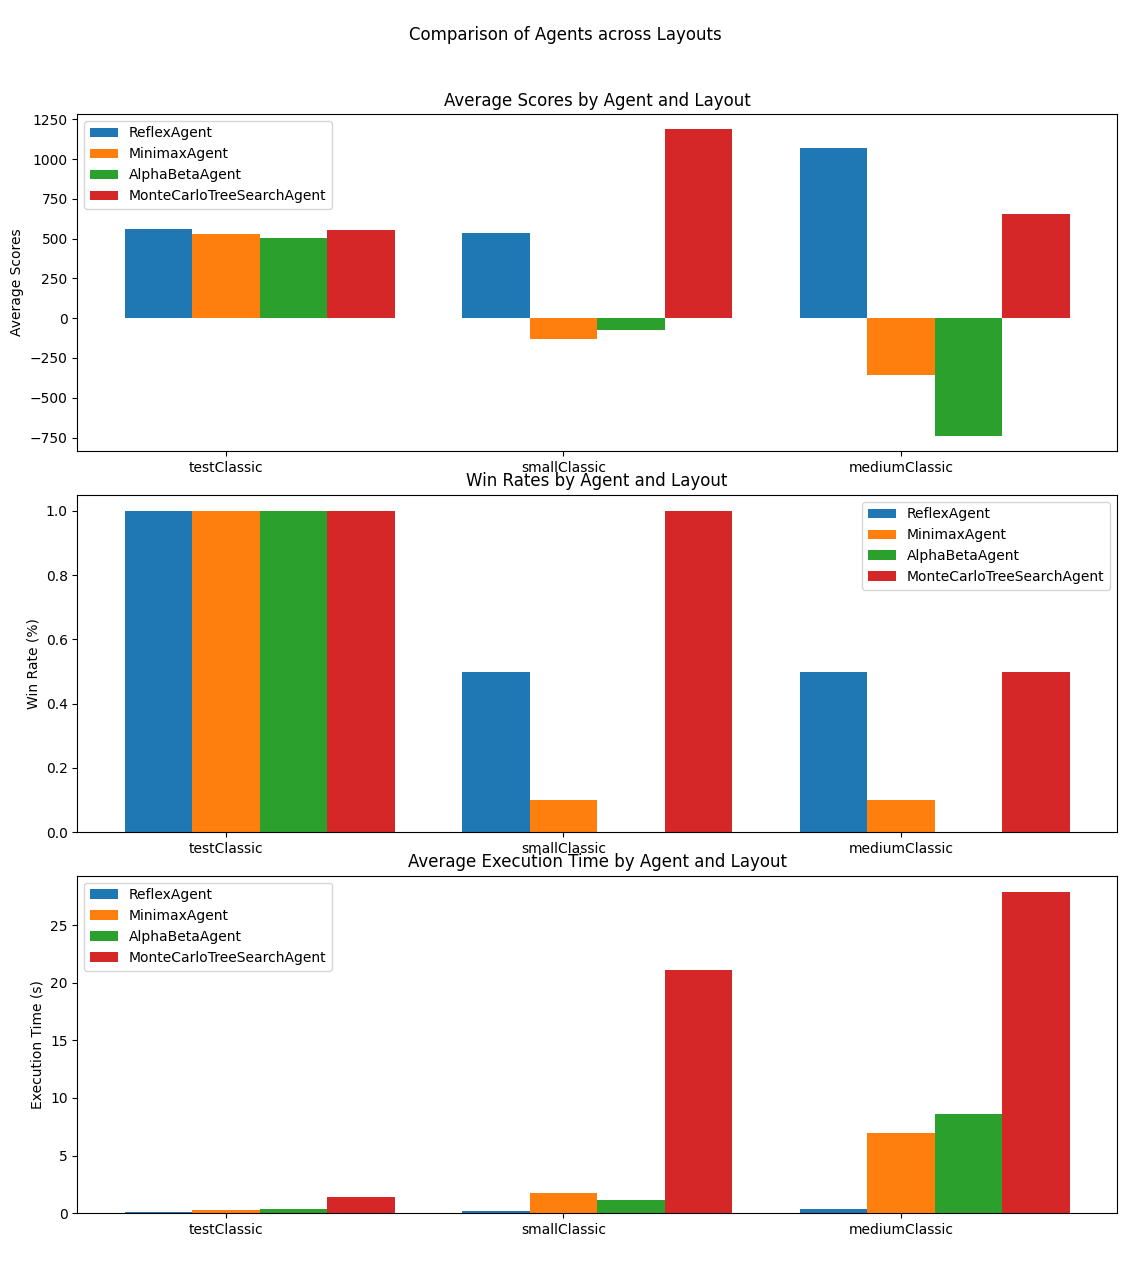 Comparison of Agents across Layouts
Average Scores by Agent and Layout
1250
1000
750
500
250
0
−250
−500
−750
Average Scores
ReflexAgent
MinimaxAgent
AlphaBetaAgent
MonteCarloTreeSearchAgent
testClassic
smallClassic
mediumClassic
Win Rates by Agent and Layout
1.0
0.8
0.6
0.4
0.2
0.0
Win Rate (%)
ReflexAgent
MinimaxAgent
AlphaBetaAgent
MonteCarloTreeSearchAgent
testClassic
smallClassic
mediumClassic
Average Execution Time by Agent and Layout
25
20
15
10
5
0
Execution Time (s)
ReflexAgent
MinimaxAgent
AlphaBetaAgent
MonteCarloTreeSearchAgent
testClassic
smallClassic
mediumClassic